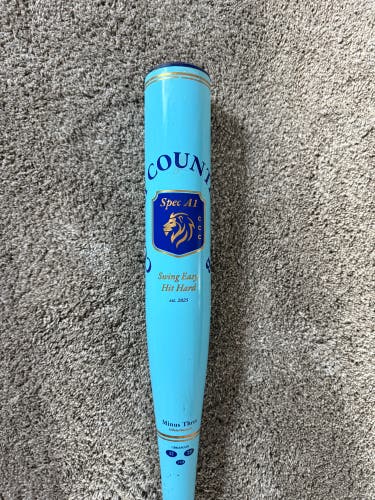 COUNT
Spec A1
C
C
C
Swing Easy
Hit Hard
est. 2025
Minus Three